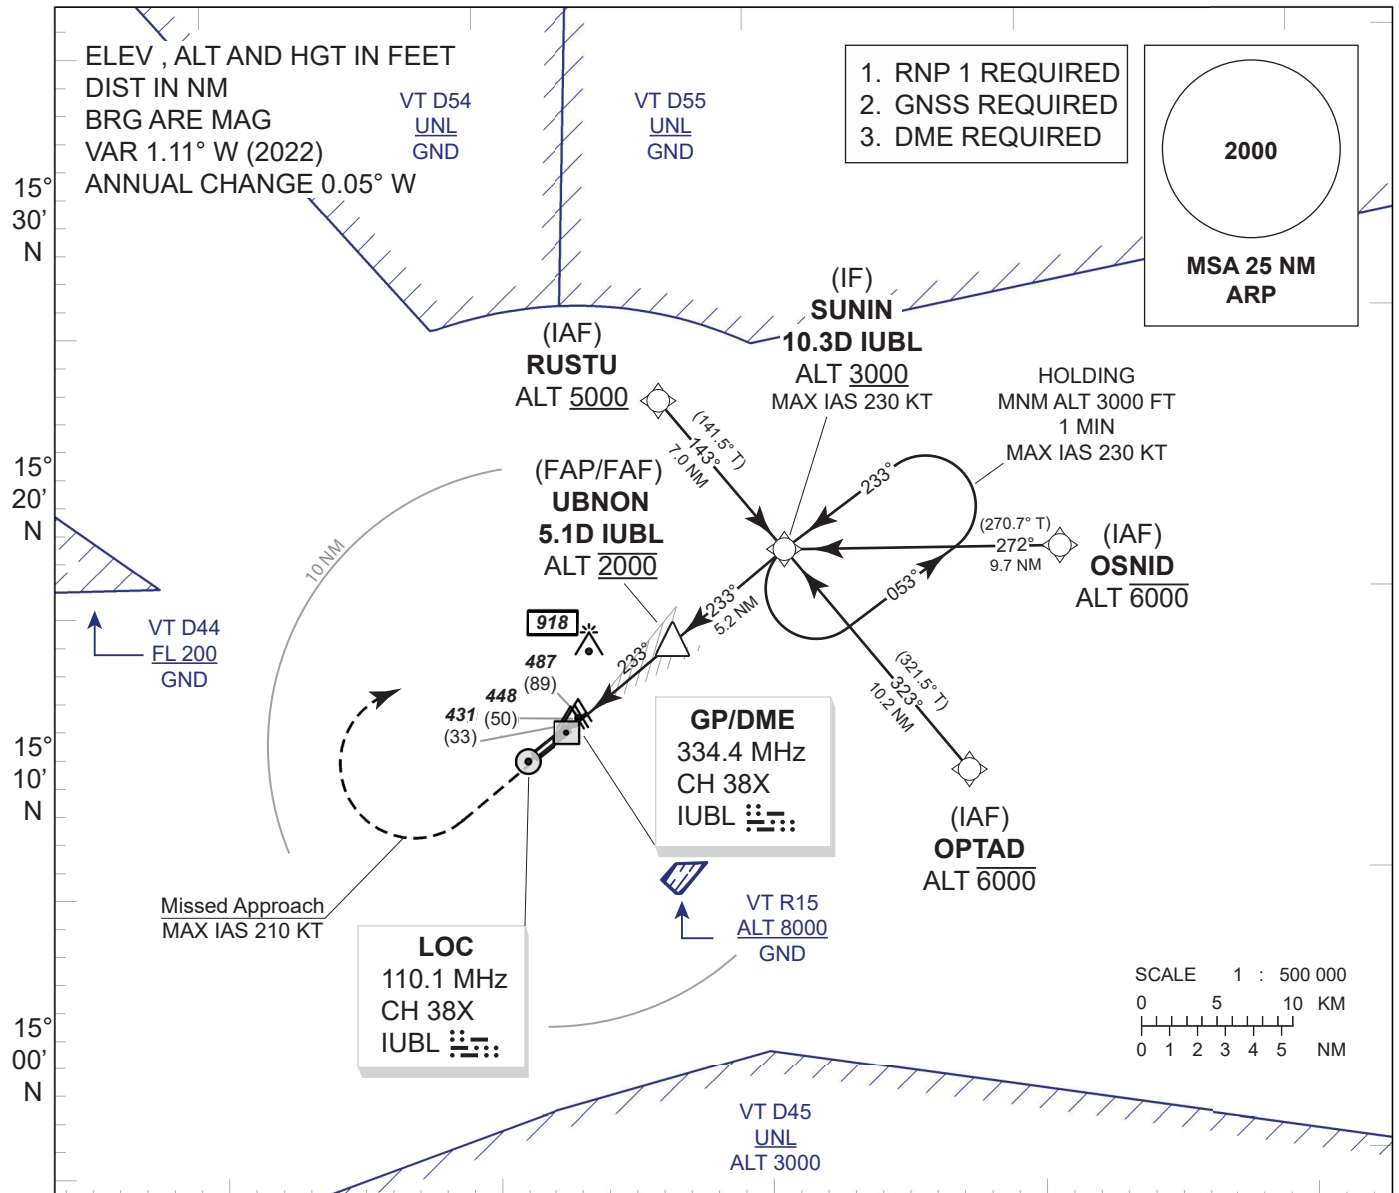 ELEV , ALT AND HGT IN FEET
DIST IN NM
BRG ARE MAG
VAR 1.11° W (2022)
ANNUAL CHANGE 0.05° W
VT D54
UNL
GND
VT D55
UNL
GND
1. RNP 1 REQUIRED
2. GNSS REQUIRED
3. DME REQUIRED
2000
MSA 25 NM
ARP
15°
30'
N
(IF)
SUNIN
10.3D IUBL
ALT 3000
MAX IAS 230 KT
(IAF)
RUSTU
ALT 5000
HOLDING
MNM ALT 3000 FT
1 MIN
MAX IAS 230 KT
(141.5° T)
143°
7.0 NM
15°
20'
N
(FAP/FAF)
UBNON
5.1D IUBL
ALT 2000
233°
(270.7° T)
272°
9.7 NM
(IAF)
OSNID
ALT 6000
10 NM
053°
233°
5.2 NM
VT D44
FL 200
GND
918
233°
487
(89)
448
(50)
431
(33)
(321.5° T)
323°
10.2 NM
GP/DME
334.4 MHz
CH 38X
IUBL
15°
10'
N
(IAF)
OPTAD
ALT 6000
Missed Approach
MAX IAS 210 KT
VT R15
ALT 8000
GND
LOC
110.1 MHz
CH 38X
IUBL
SCALE 1 : 500 000
0 5 10 KM
0 1 2 3 4 5 NM
15°
00'
N
VT D45
UNL
ALT 3000